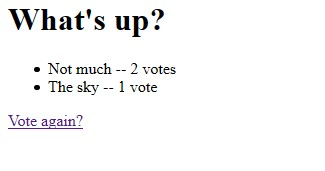 What's up?
Not much -- 2 votes
The sky -- 1 vote
Vote again?